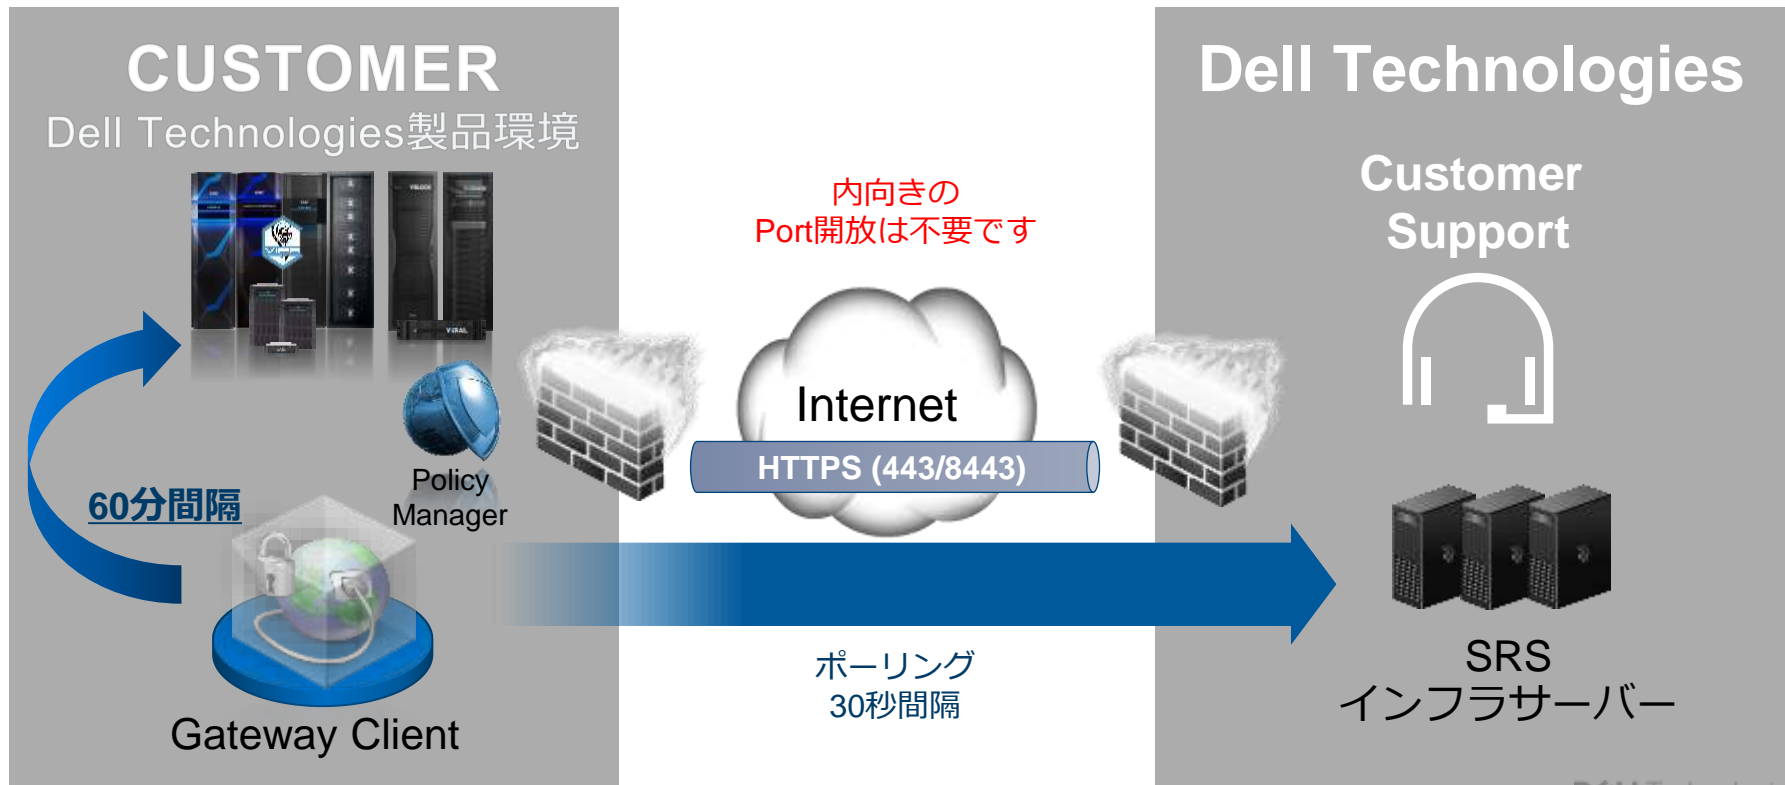 CUSTOMER
Dell Technologies製品環境
Policy
Manager
60分間隔
Gateway Client
内向きの
Port開放は不要です
Internet
HTTPS (443/8443)
ポーリング
30秒間隔
Dell Technologies
Customer
Support
SRS
インフラサーバー